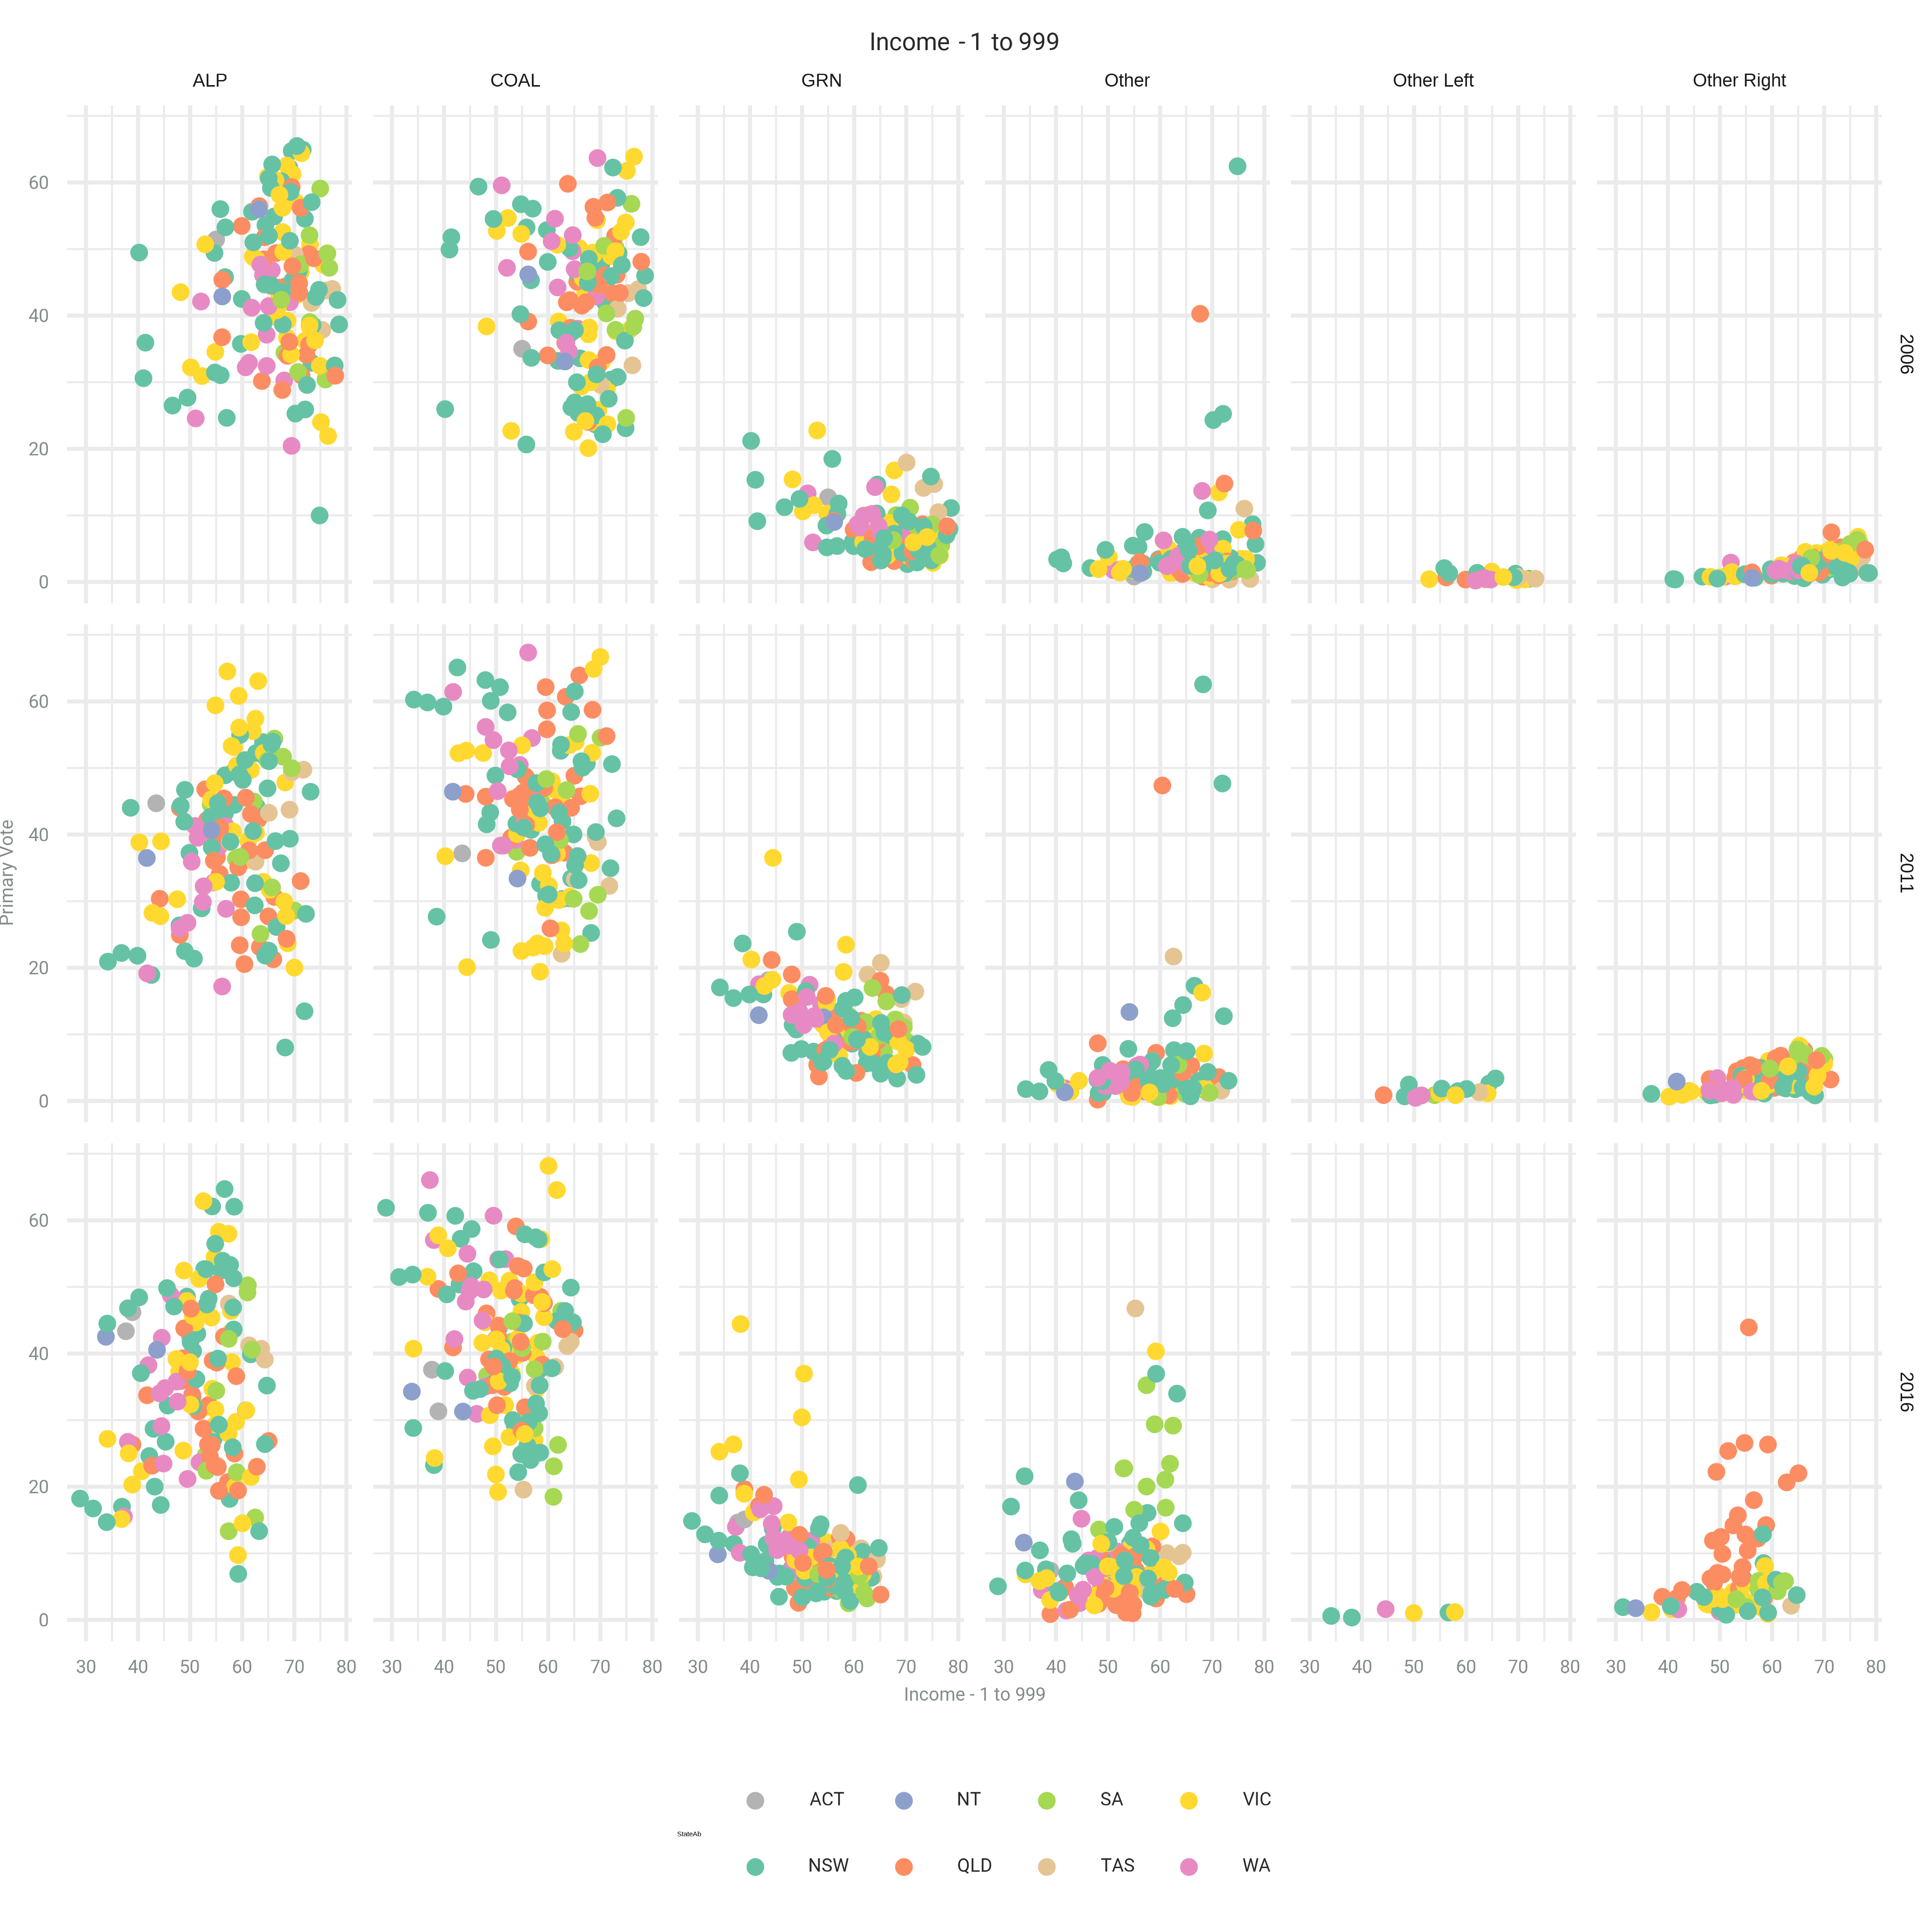 Income - 1 to 999
ALP COAL GRN Other Other Left Other Right
60
40
20
0
2006
60
40
20
0
2011
Primary Vote
60
40
20
0
2016
30 40 50 60 70 80 30 40 50 60 70 80 30 40 50 60 70 80 30 40 50 60 70 80 30 40 50 60 70 80 30 40 50 60 70 80
Income - 1 to 999
ACT NT SA VIC
StateAb
NSW QLD TAS WA